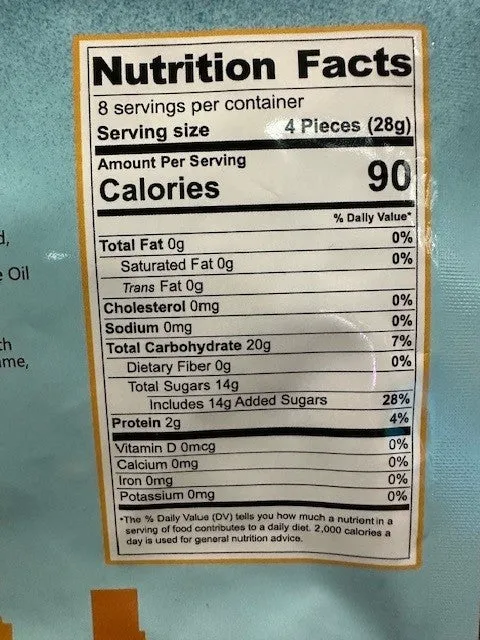 Nutrition Facts
8 servings per container
Serving size 4 Pieces (28g)
Amount Per Serving
Calories 90
% Daily Value*
Total Fat 0g 0%
Saturated Fat 0g 0%
Trans Fat 0g
Cholesterol 0mg 0%
Sodium 0mg 0%
Total Carbohydrate 20g 7%
Dietary Fiber 0g 0%
Total Sugars 14g
Includes 14g Added Sugars 28%
Protein 2g 4%
Vitamin D 0mcg 0%
Calcium 0mg 0%
Iron 0mg 0%
Potassium 0mg 0%
*The % Daily Value (DV) tells you how much a nutrient in a
serving of food contributes to a daily diet. 2,000 calories a
day is used for general nutrition advice.
Oil